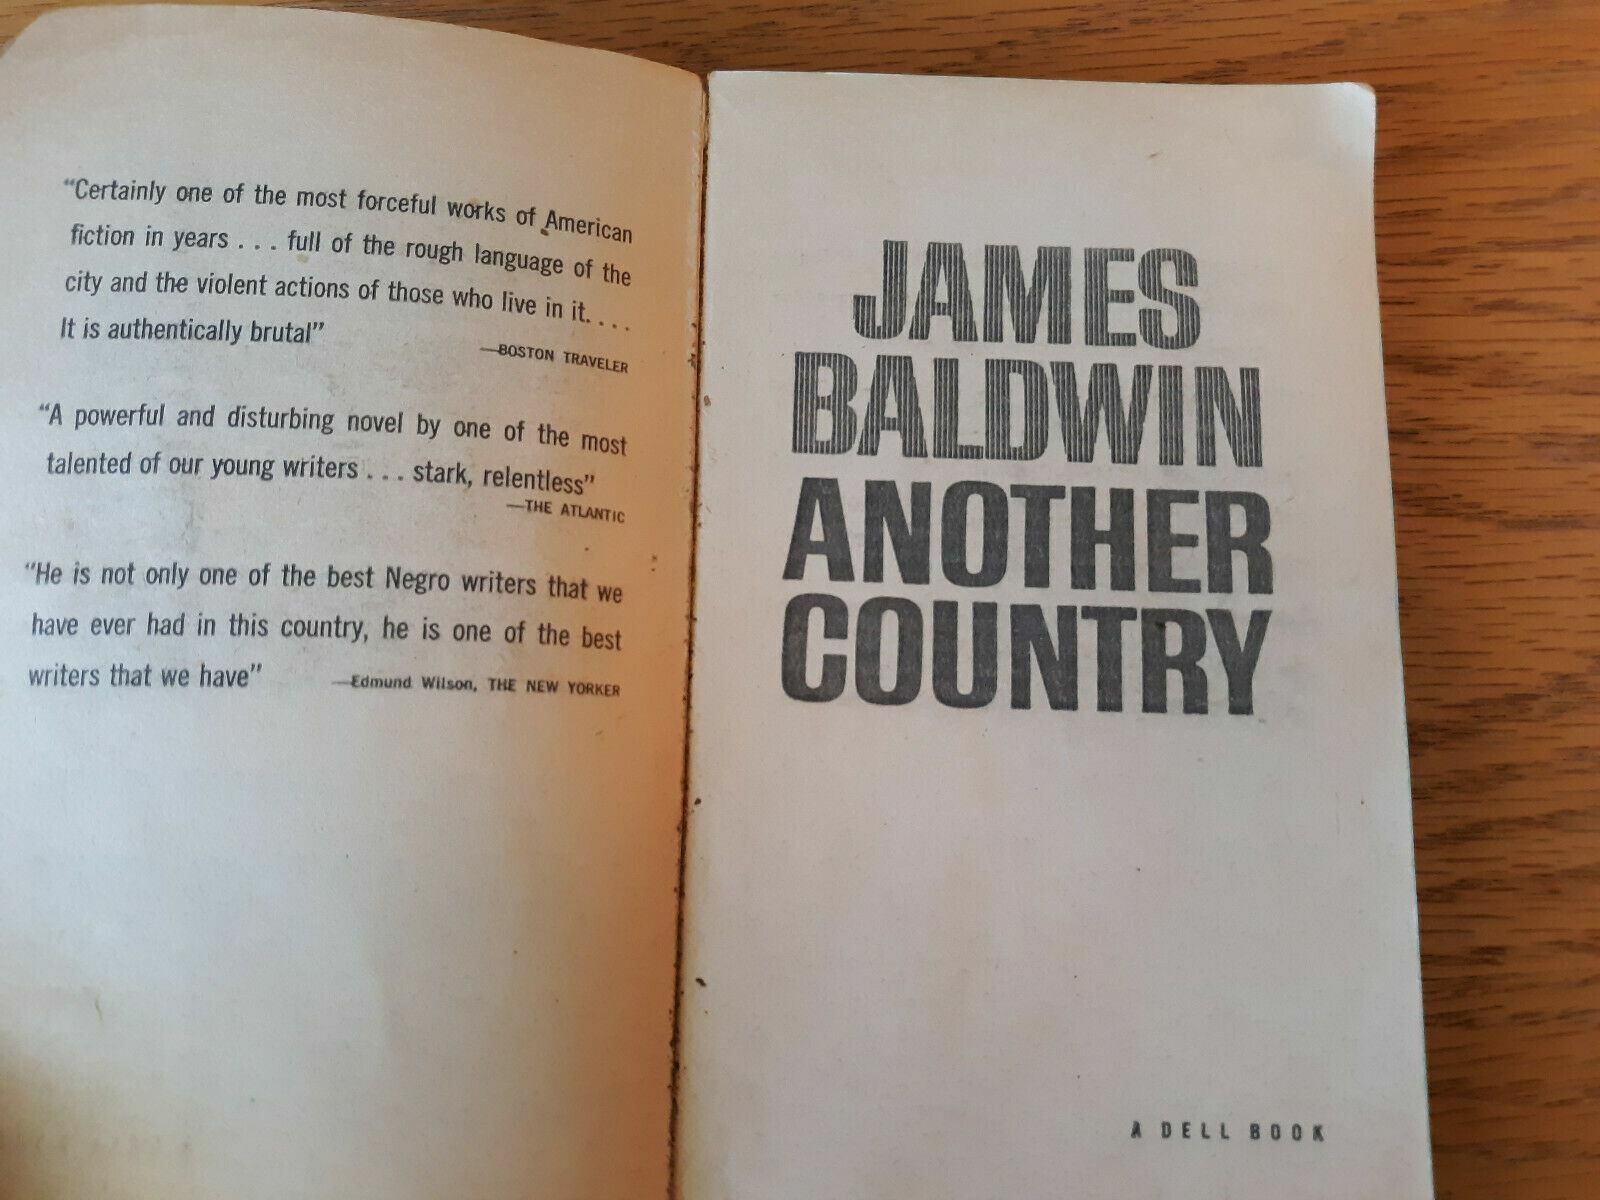 "Certainly one of the most forceful works of American
fiction in years . . . full of the rough language of the
city and the violent actions of those who live in it. . . .
It is authentically brutal"
—BOSTON TRAVELER
"A powerful and disturbing novel by one of the most
talented of our young writers . . . stark, relentless"
—THE ATLANTIC
"He is not only one of the best Negro writers that we
have ever had in this country, he is one of the best
writers that we have" —Edmund Wilson, THE NEW YORKER
JAMES
BALDWIN
ANOTHER
COUNTRY
A DELL BOOK